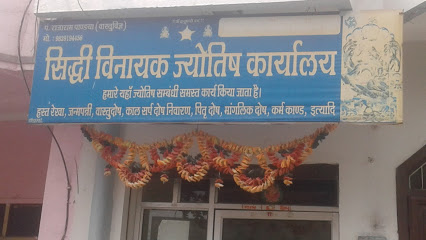 सिद्धी विनायक ज्योतिष कार्यालय
हमारे यहाँ ज्योतिष सम्बंधी समस्त कार्य किया जाता है।
हस्त रेखा, जन्मपत्री, वास्तुदोष, काल सर्प दोष निवारण, पितृ दोष, मांगलिक दोष, कर्म काण्ड, इत्यादि